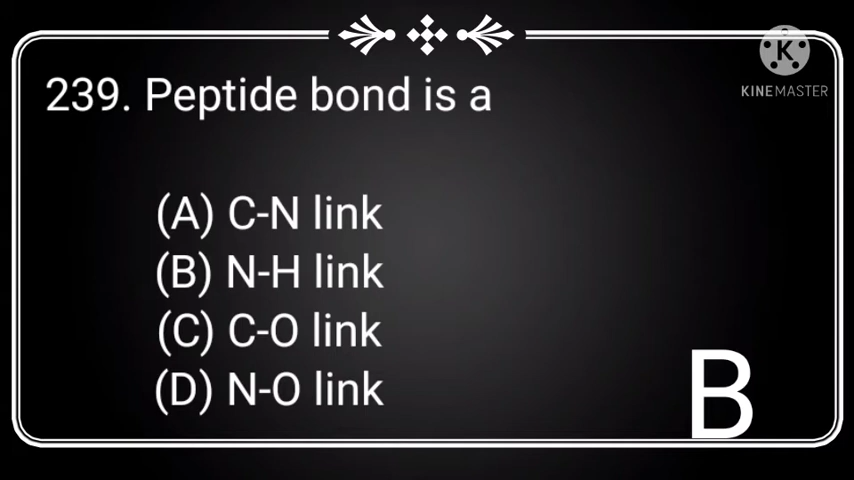 239. Peptide bond is a
K
KINEMASTER
(A) C-N link
(B) N-H link
(C) C-O link
(D) N-O link
B